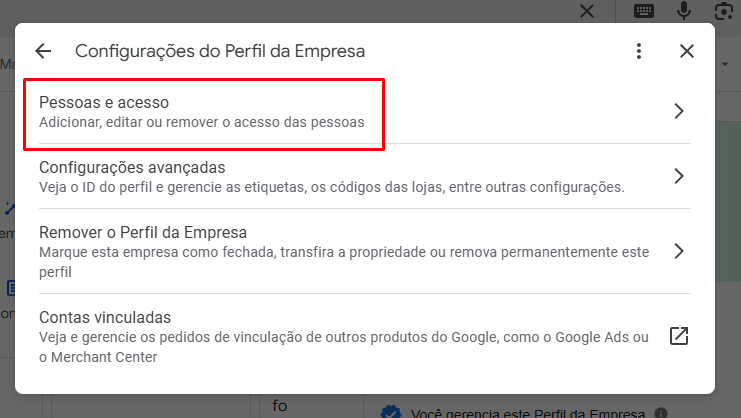 Configurações do Perfil da Empresa
Pessoas e acesso
Adicionar, editar ou remover o acesso das pessoas
Configurações avançadas
Veja o ID do perfil e gerencie as etiquetas, os códigos das lojas, entre outras configurações.
Remover o Perfil da Empresa
Marque esta empresa como fechada, transfira a propriedade ou remova permanentemente este
perfil
Contas vinculadas
Veja e gerencie os pedidos de vinculação de outros produtos do Google, como o Google Ads ou
o Merchant Center
fo
Você gerencia este Perfil da Empresa